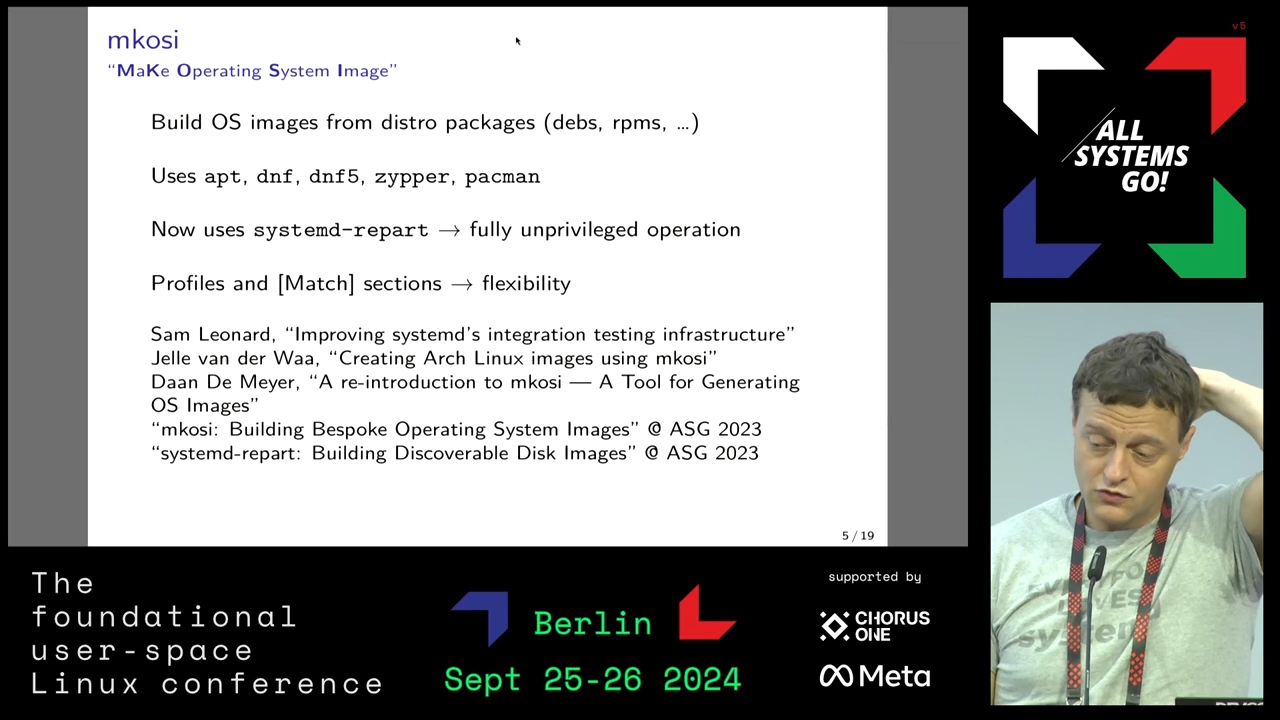 mkosi
“MaKe Operating System Image”
Build OS images from distro packages (debs, rpms, …)
Uses apt, dnf, dnf5, zypper, pacman
Now uses systemd-repart → fully unprivileged operation
Profiles and [Match] sections → flexibility
Sam Leonard, “Improving systemd’s integration testing infrastructure”
Jelle van der Waa, “Creating Arch Linux images using mkosi”
Daan De Meyer, “A re-introduction to mkosi — A Tool for Generating
OS Images”
“mkosi: Building Bespoke Operating System Images” @ ASG 2023
“systemd-repart: Building Discoverable Disk Images” @ ASG 2023
5 / 19
v5
ALL
SYSTEMS
GO!
The
foundational
user-space
Linux conference
Berlin
Sept 25-26 2024
supported by
CHORUS
ONE
Meta